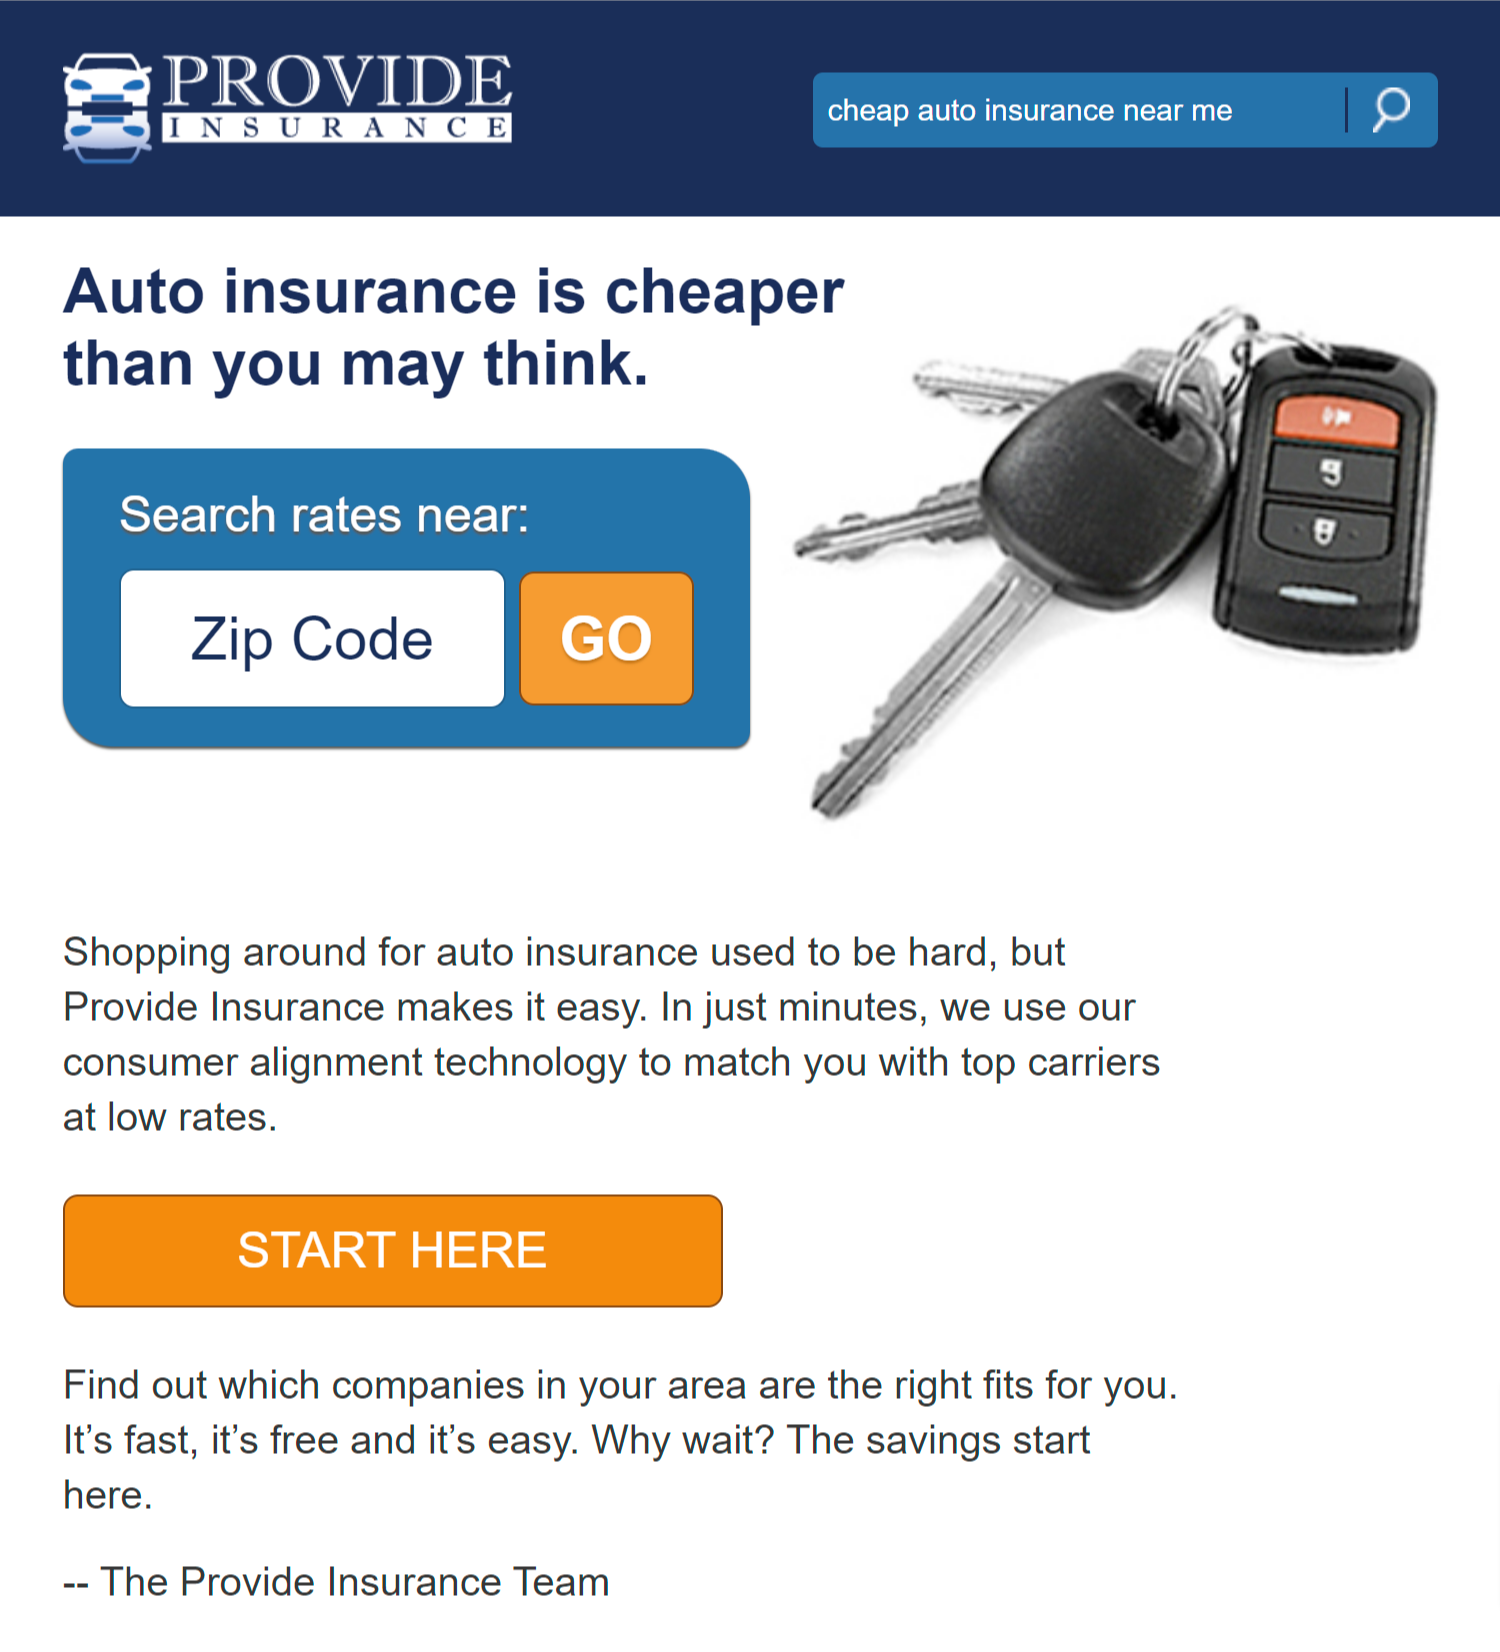 PROVIDE
INSURANCE
cheap auto insurance near me
Auto insurance is cheaper
than you may think.
Search rates near:
Zip Code
GO
Shopping around for auto insurance used to be hard, but
Provide Insurance makes it easy. In just minutes, we use our
consumer alignment technology to match you with top carriers
at low rates.
START HERE
Find out which companies in your area are the right fits for you.
It’s fast, it’s free and it’s easy. Why wait? The savings start
here.
-- The Provide Insurance Team